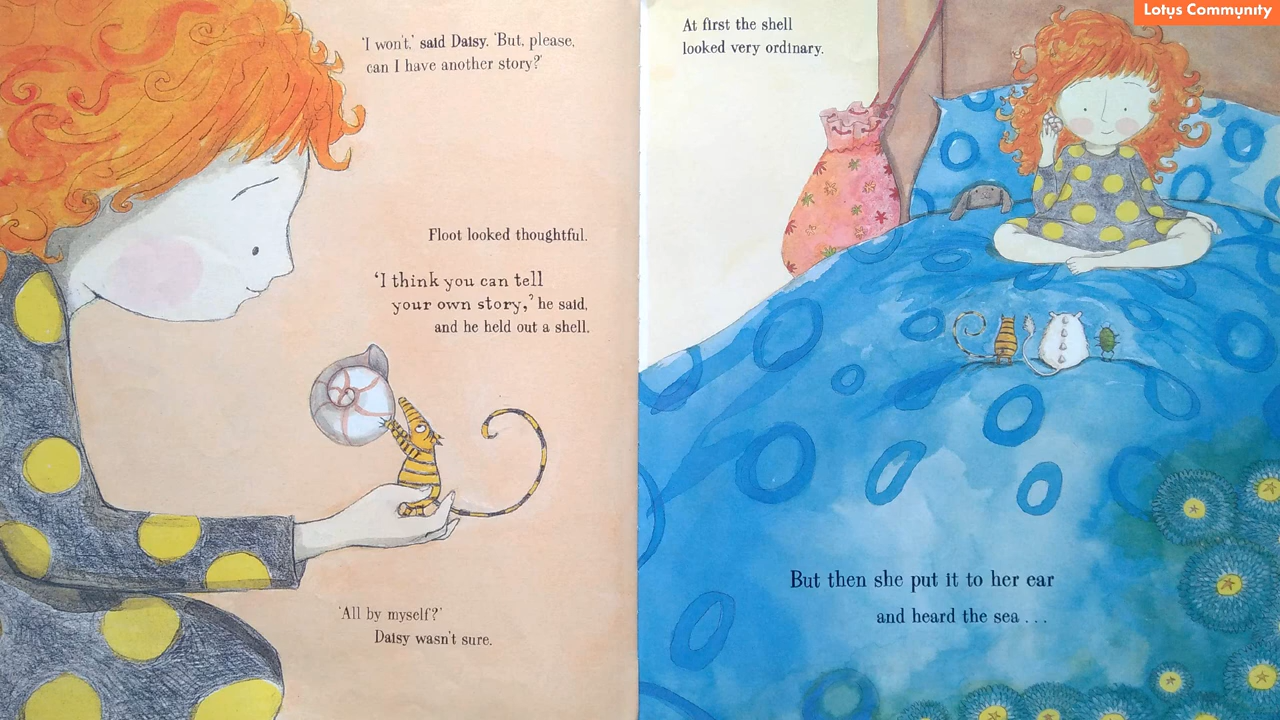 'I won't,' said Daisy. 'But, please,
can I have another story?'
Floot looked thoughtful.
'I think you can tell
your own story,' he said,
and he held out a shell.
'All by myself?'
Daisy wasn't sure.
At first the shell
looked very ordinary.
But then she put it to her ear
and heard the sea . . .
Lotus Community